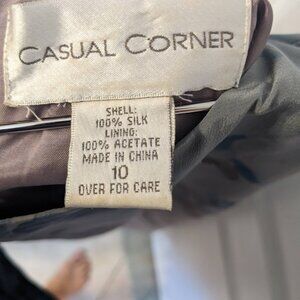 CASUAL CORNER
SHELL:
100% SILK
LINING:
100% ACETATE
MADE IN CHINA
10
OVER FOR CARE